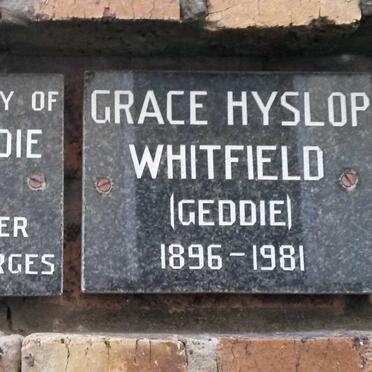 Y OF
DIE
ER
RGES
GRACE HYSLOP
WHITFIELD
(GEDDIE)
1896-1981